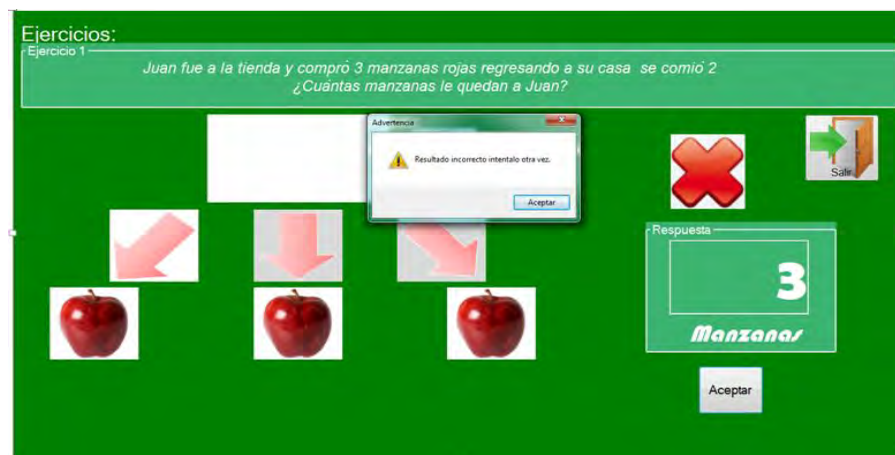 Ejercicios:
Ejercicio 1
Juan fue a la tienda y compró 3 manzanas rojas regresando a su casa se comió 2
¿Cuántas manzanas le quedan a Juan?
Advertencia
Resultado incorrecto intentalo otra vez.
Aceptar
Salir
Respuesta
3
Manzanas
Aceptar